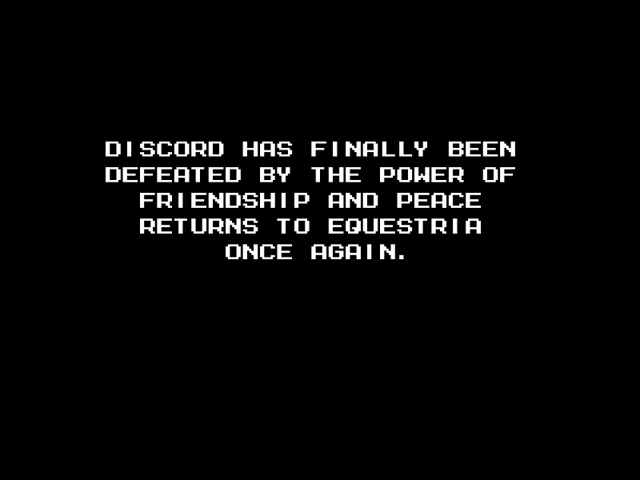 DISCORD HAS FINALLY BEEN
DEFEATED BY THE POWER OF
FRIENDSHIP AND PEACE
RETURNS TO EQUESTRIA
ONCE AGAIN.